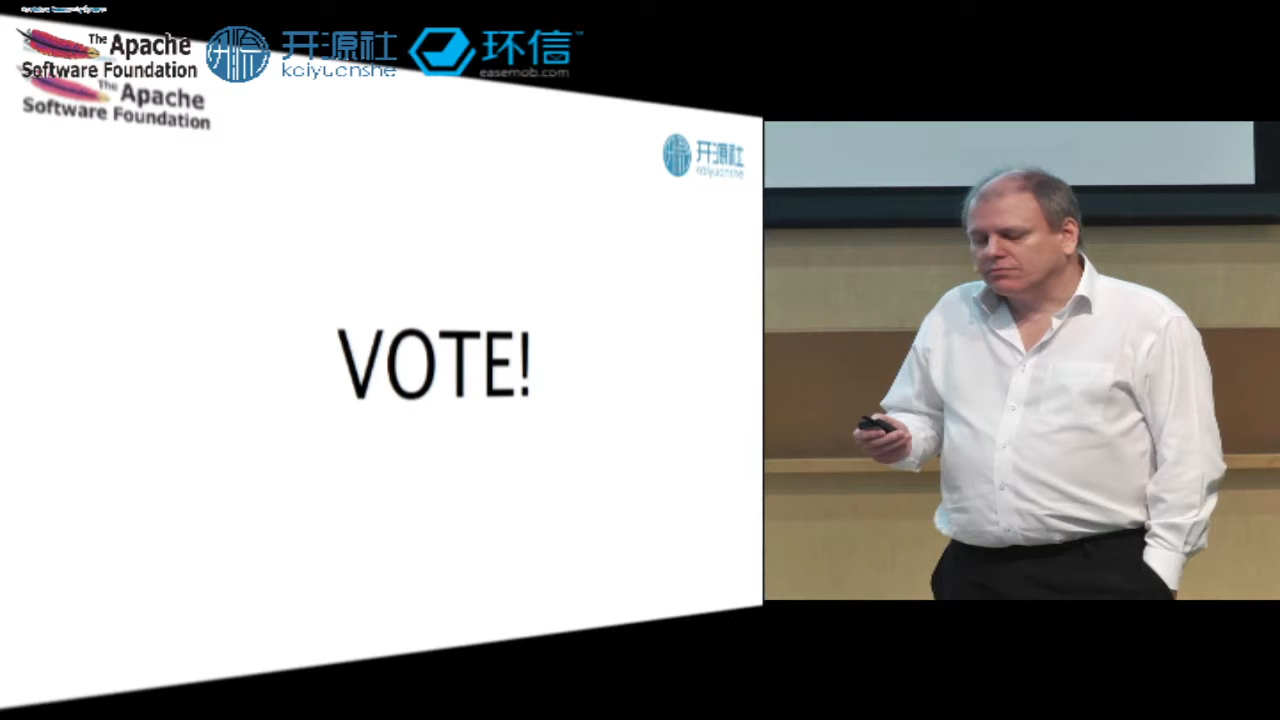 The Apache
Software Foundation
开源社
kaiyuanshe
环信
easemob.com
The Apache
Software Foundation
开源社
kaiyuanshe
VOTE!